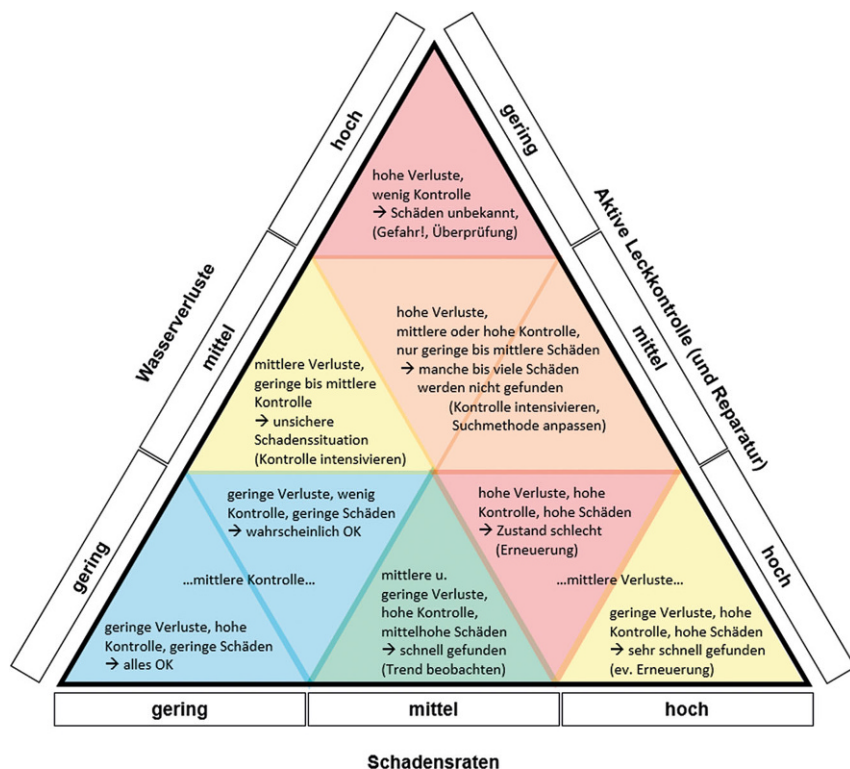 hoch
gering
hohe Verluste,
wenig Kontrolle
→ Schäden unbekannt,
(Gefahr!, Überprüfung)
Wasserverluste
Aktive Leckkontrolle (und Reparatur)
mittel
mittel
hohe Verluste,
mittlere oder hohe Kontrolle,
nur geringe bis mittlere Schäden
→ manche bis viele Schäden
werden nicht gefunden
(Kontrolle intensivieren,
Suchmethode anpassen)
mittlere Verluste,
geringe bis mittlere
Kontrolle
→ unsichere
Schadenssituation
(Kontrolle intensivieren)
gering
hoch
geringe Verluste, wenig
Kontrolle, geringe Schäden
→ wahrscheinlich OK
hohe Verluste, hohe
Kontrolle, hohe Schäden
→ Zustand schlecht
(Erneuerung)
...mittlere Kontrolle...
...mittlere Verluste...
geringe Verluste, hohe
Kontrolle, geringe Schäden
→ alles OK
mittlere u.
geringe Verluste,
hohe Kontrolle,
mittelhohe Schäden
→ schnell gefunden
(Trend beobachten)
geringe Verluste, hohe
Kontrolle, hohe Schäden
→ sehr schnell gefunden
(ev. Erneuerung)
gering
mittel
hoch
Schadensraten